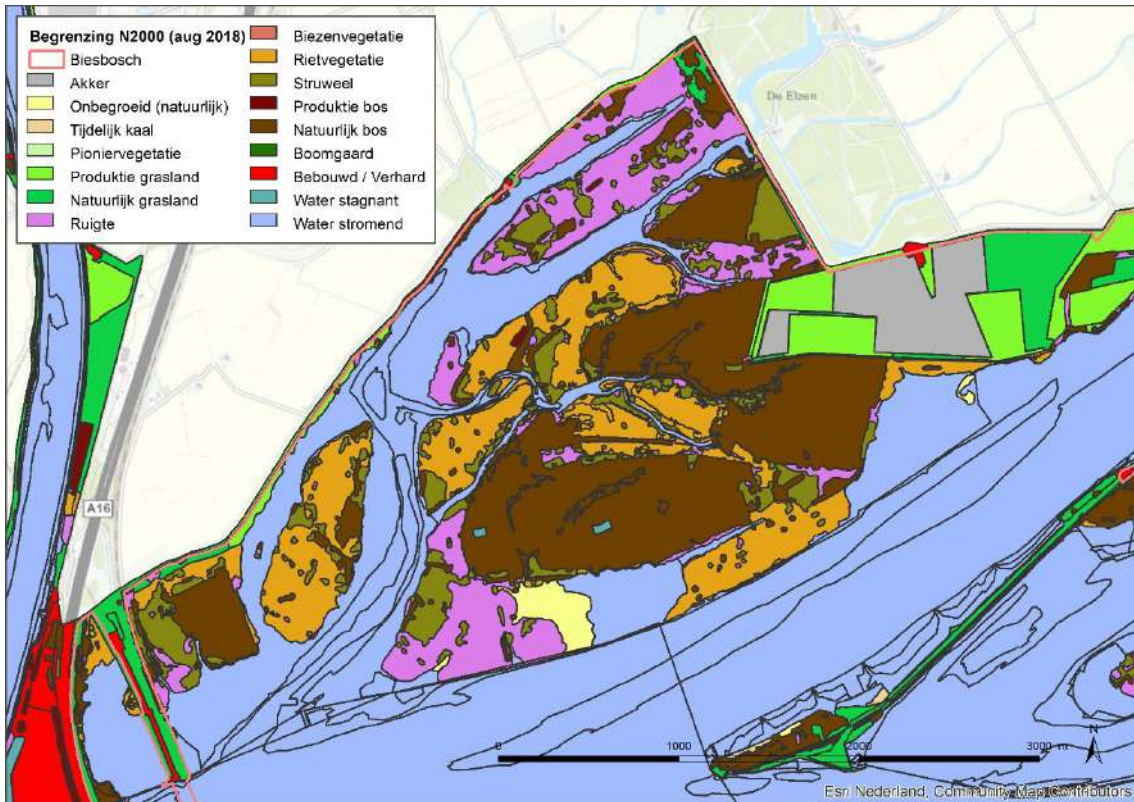 Begrenzing N2000 (aug 2018)
Biesbosch
Akker
Onbegroeid (natuurlijk)
Tijdelijk kaal
Pioniervegetatie
Produktie grasland
Natuurlijk grasland
Ruigte
Biezenvegetatie
Rietvegetatie
Struweel
Produktie bos
Natuurlijk bos
Boomgaard
Bebouwd / Verhard
Water stagnant
Water stromend
De Elzen
A16
N
0 1000 2000 3000 m
Esri Nederland, Community Map Contributors